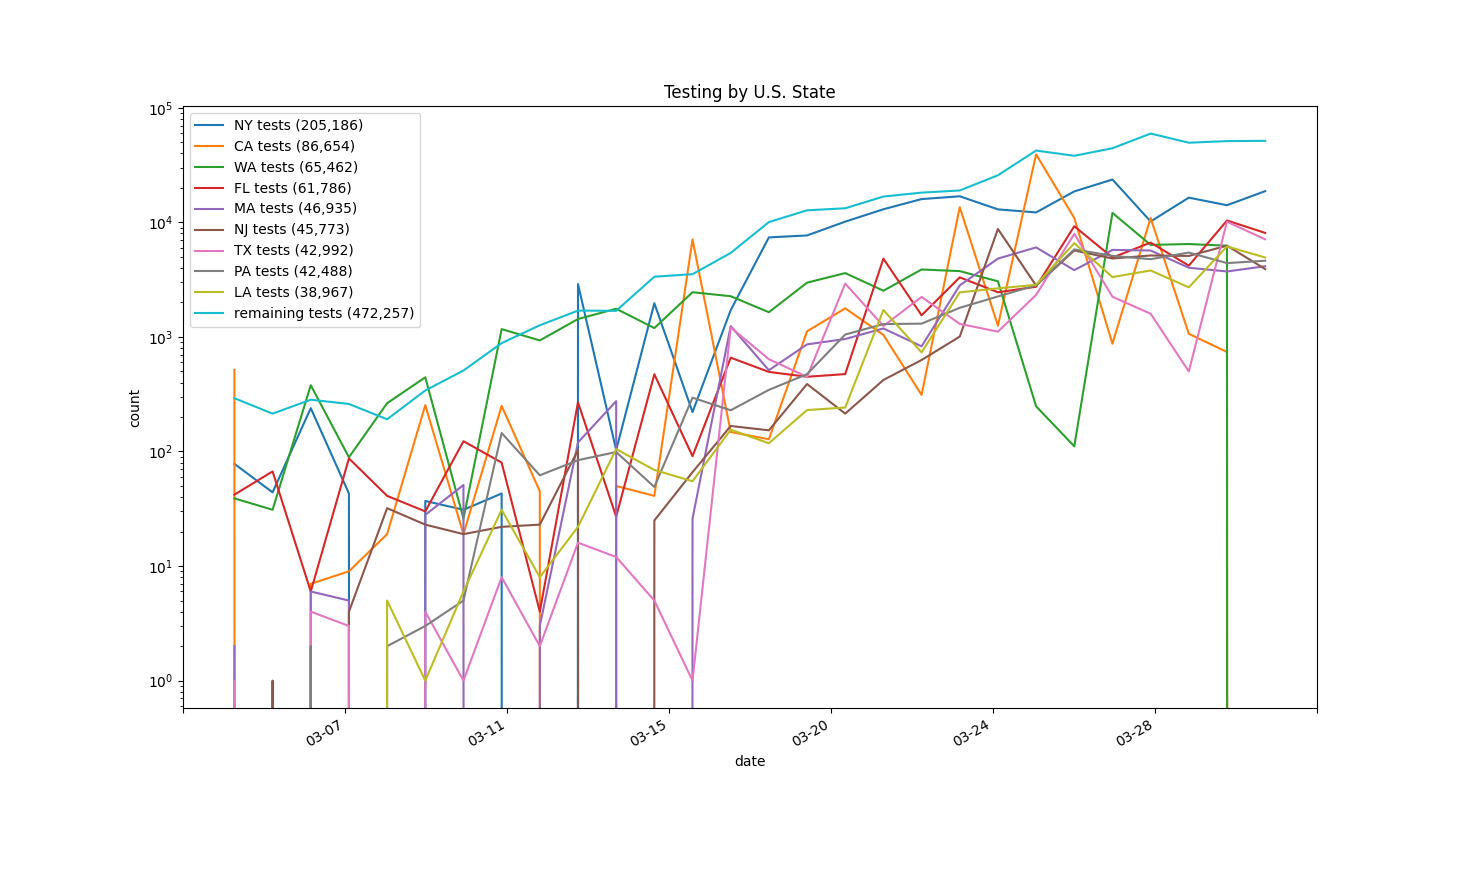 Testing by U.S. State
10^5
10^4
10^3
10^2
10^1
10^0
count
NY tests (205,186)
CA tests (86,654)
WA tests (65,462)
FL tests (61,786)
MA tests (46,935)
NJ tests (45,773)
TX tests (42,992)
PA tests (42,488)
LA tests (38,967)
remaining tests (472,257)
03-07
03-11
03-15
03-20
03-24
03-28
date